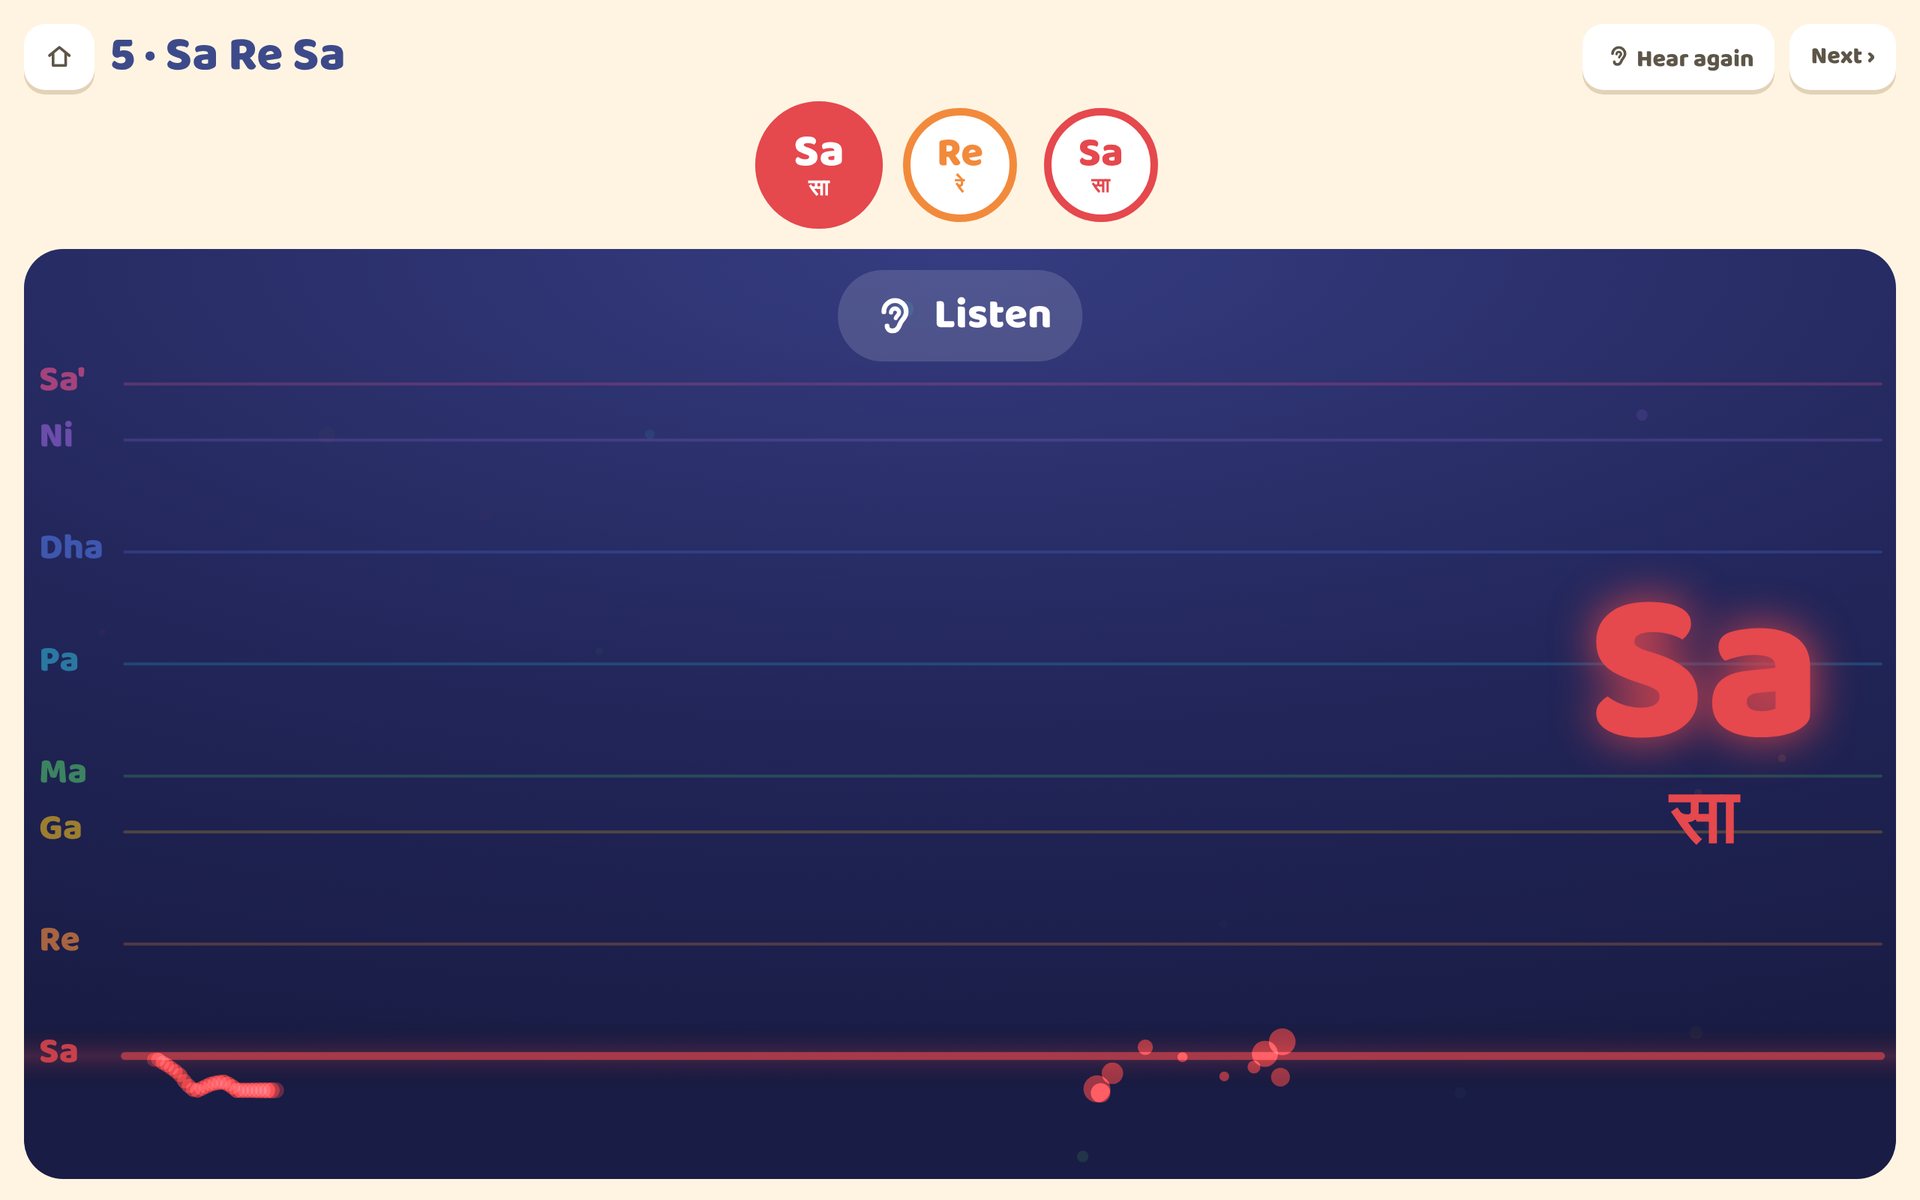 5 · Sa Re Sa
Hear again
Next ›
Sa
सा
Re
रे
Sa
सा
Listen
Sa'
Ni
Dha
Pa
Ma
Ga
Re
Sa
Sa
सा